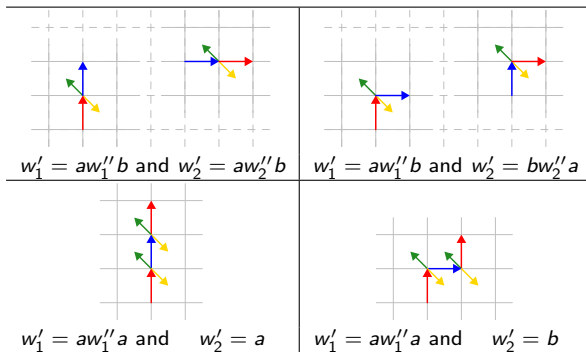 w′₁ = aw″₁b and w′₂ = aw″₂b
w′₁ = aw″₁b and w′₂ = bw″₂a
w′₁ = aw″₁a and w′₂ = a
w′₁ = aw″₁a and w′₂ = b